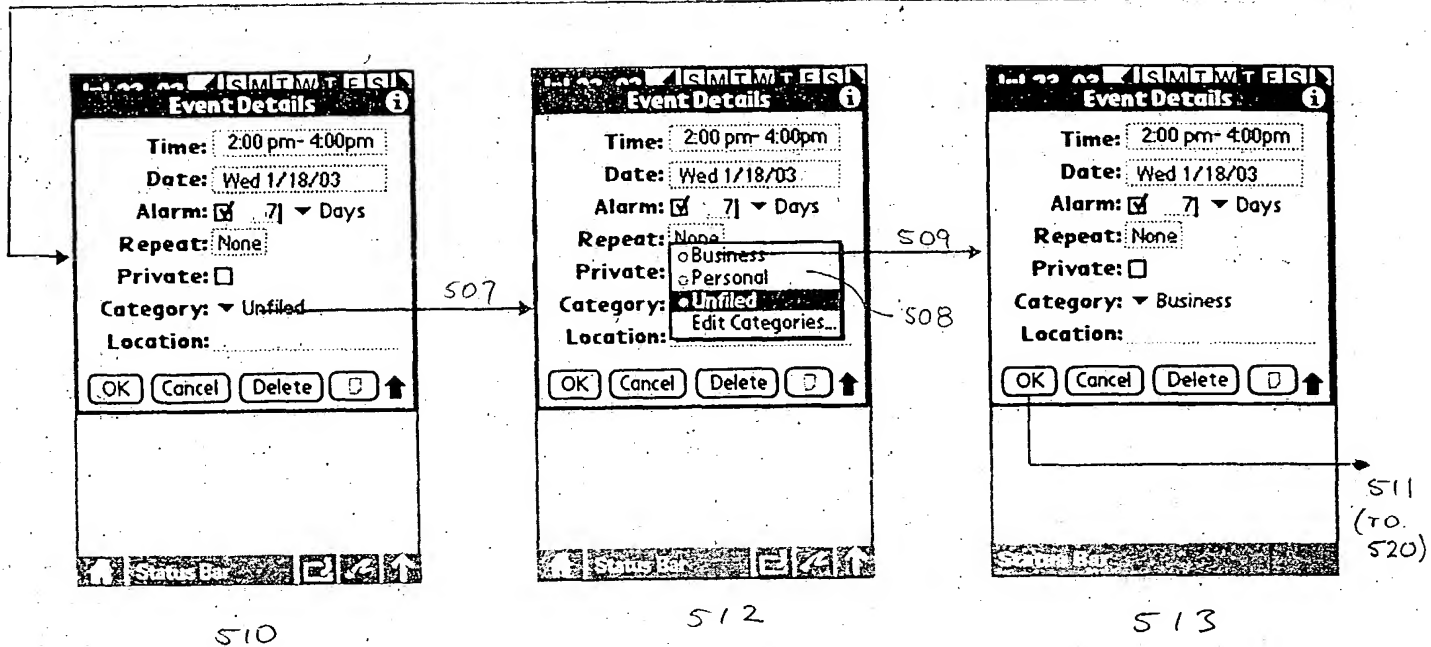 S M T W T F S
Event Details i
Time: 2:00 pm- 4:00pm
Date: Wed 1/18/03
Alarm: 7 Days
Repeat: None
Private:
Category: Unfiled
Location:
OK Cancel Delete
Status Bar
510
507
S M T W T F S
Event Details i
Time: 2:00 pm- 4:00pm
Date: Wed 1/18/03
Alarm: 7 Days
Repeat: None
Business
Private: Personal
Category: Unfiled
Edit Categories...
Location:
OK Cancel Delete
Status Bar
512
509
508
S M T W T F S
Event Details i
Time: 2:00 pm- 4:00pm
Date: Wed 1/18/03
Alarm: 7 Days
Repeat: None
Private:
Category: Business
Location:
OK Cancel Delete
Status Bar
513
511
(TO
520)